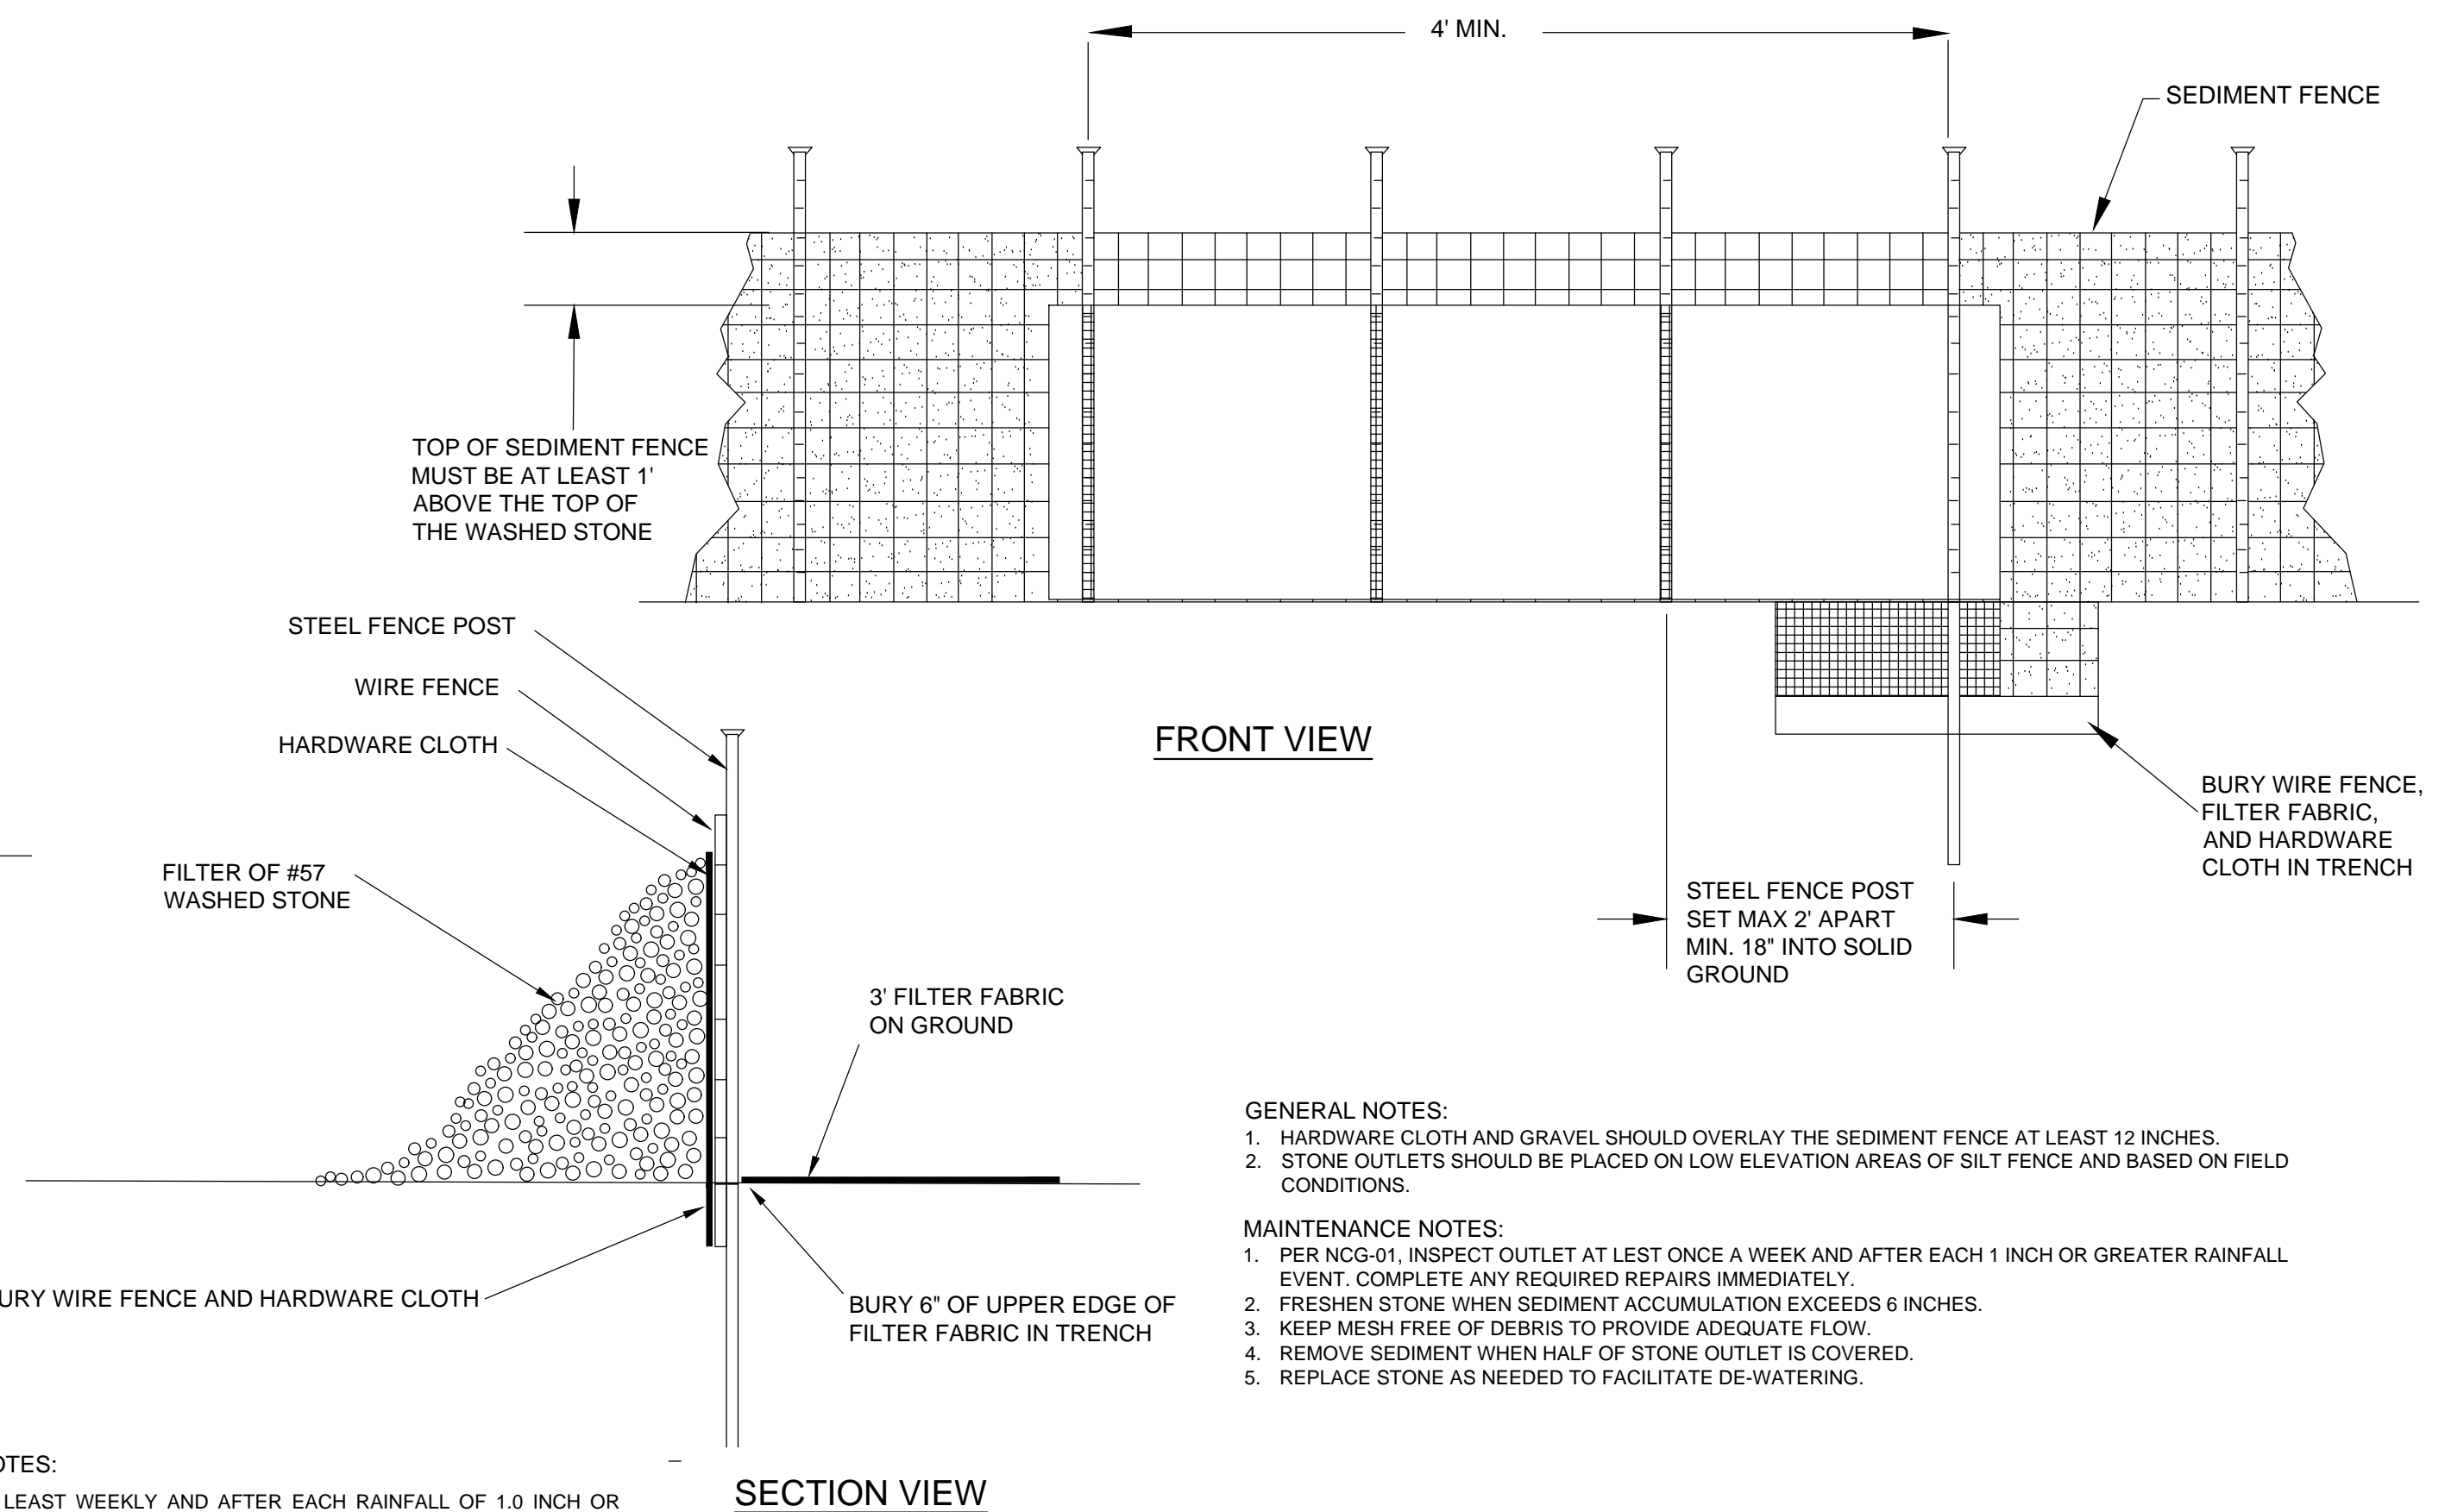 4' MIN.
SEDIMENT FENCE
TOP OF SEDIMENT FENCE
MUST BE AT LEAST 1'
ABOVE THE TOP OF
THE WASHED STONE
STEEL FENCE POST
WIRE FENCE
HARDWARE CLOTH
FRONT VIEW
BURY WIRE FENCE,
FILTER FABRIC,
AND HARDWARE
CLOTH IN TRENCH
FILTER OF #57
WASHED STONE
STEEL FENCE POST
SET MAX 2' APART
MIN. 18" INTO SOLID
GROUND
3' FILTER FABRIC
ON GROUND
GENERAL NOTES:
1. HARDWARE CLOTH AND GRAVEL SHOULD OVERLAY THE SEDIMENT FENCE AT LEAST 12 INCHES.
2. STONE OUTLETS SHOULD BE PLACED ON LOW ELEVATION AREAS OF SILT FENCE AND BASED ON FIELD
CONDITIONS.
MAINTENANCE NOTES:
1. PER NCG-01, INSPECT OUTLET AT LEST ONCE A WEEK AND AFTER EACH 1 INCH OR GREATER RAINFALL
EVENT. COMPLETE ANY REQUIRED REPAIRS IMMEDIATELY.
2. FRESHEN STONE WHEN SEDIMENT ACCUMULATION EXCEEDS 6 INCHES.
3. KEEP MESH FREE OF DEBRIS TO PROVIDE ADEQUATE FLOW.
4. REMOVE SEDIMENT WHEN HALF OF STONE OUTLET IS COVERED.
5. REPLACE STONE AS NEEDED TO FACILITATE DE-WATERING.
URY WIRE FENCE AND HARDWARE CLOTH
BURY 6" OF UPPER EDGE OF
FILTER FABRIC IN TRENCH
OTES:
LEAST WEEKLY AND AFTER EACH RAINFALL OF 1.0 INCH OR
SECTION VIEW